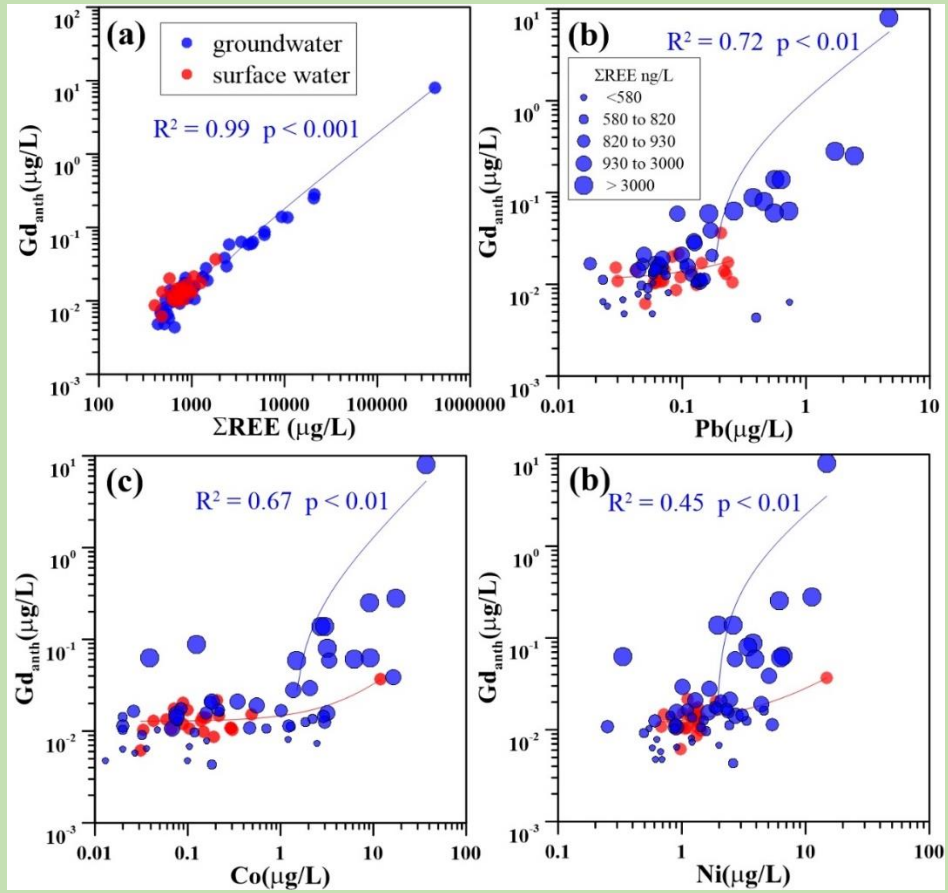 (a)
groundwater
surface water
R² = 0.99 p < 0.001
10²
10¹
10⁰
10⁻¹
10⁻²
10⁻³
Gd_anth(µg/L)
100 1000 10000 100000 1000000
ΣREE (µg/L)
(b)
R² = 0.72 p < 0.01
ΣREE ng/L
<580
580 to 820
820 to 930
930 to 3000
> 3000
10¹
10⁰
10⁻¹
10⁻²
10⁻³
Gd_anth(µg/L)
0.01 0.1 1 10
Pb(µg/L)
(c)
R² = 0.67 p < 0.01
10¹
10⁰
10⁻¹
10⁻²
10⁻³
Gd_anth(µg/L)
0.01 0.1 1 10 100
Co(µg/L)
(b)
R² = 0.45 p < 0.01
10¹
10⁰
10⁻¹
10⁻²
10⁻³
Gd_anth(µg/L)
0.1 1 10 100
Ni(µg/L)